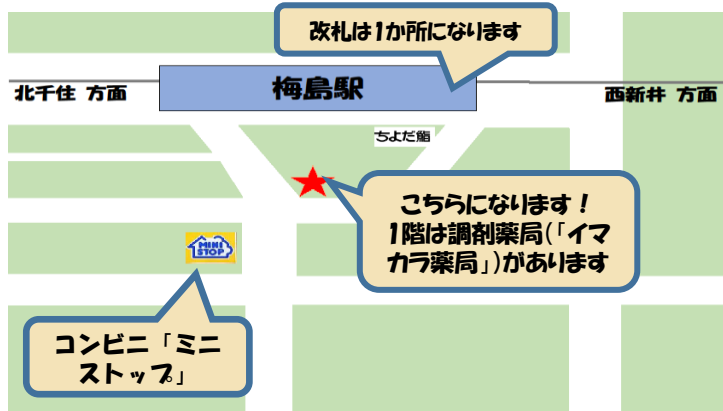 改札は1か所になります
梅島駅
北千住 方面
西新井 方面
ちよだ鮨
こちらになります！
1階は調剤薬局(「イマ
カラ薬局」)があります
MINI
STOP
コンビニ「ミニ
ストップ」